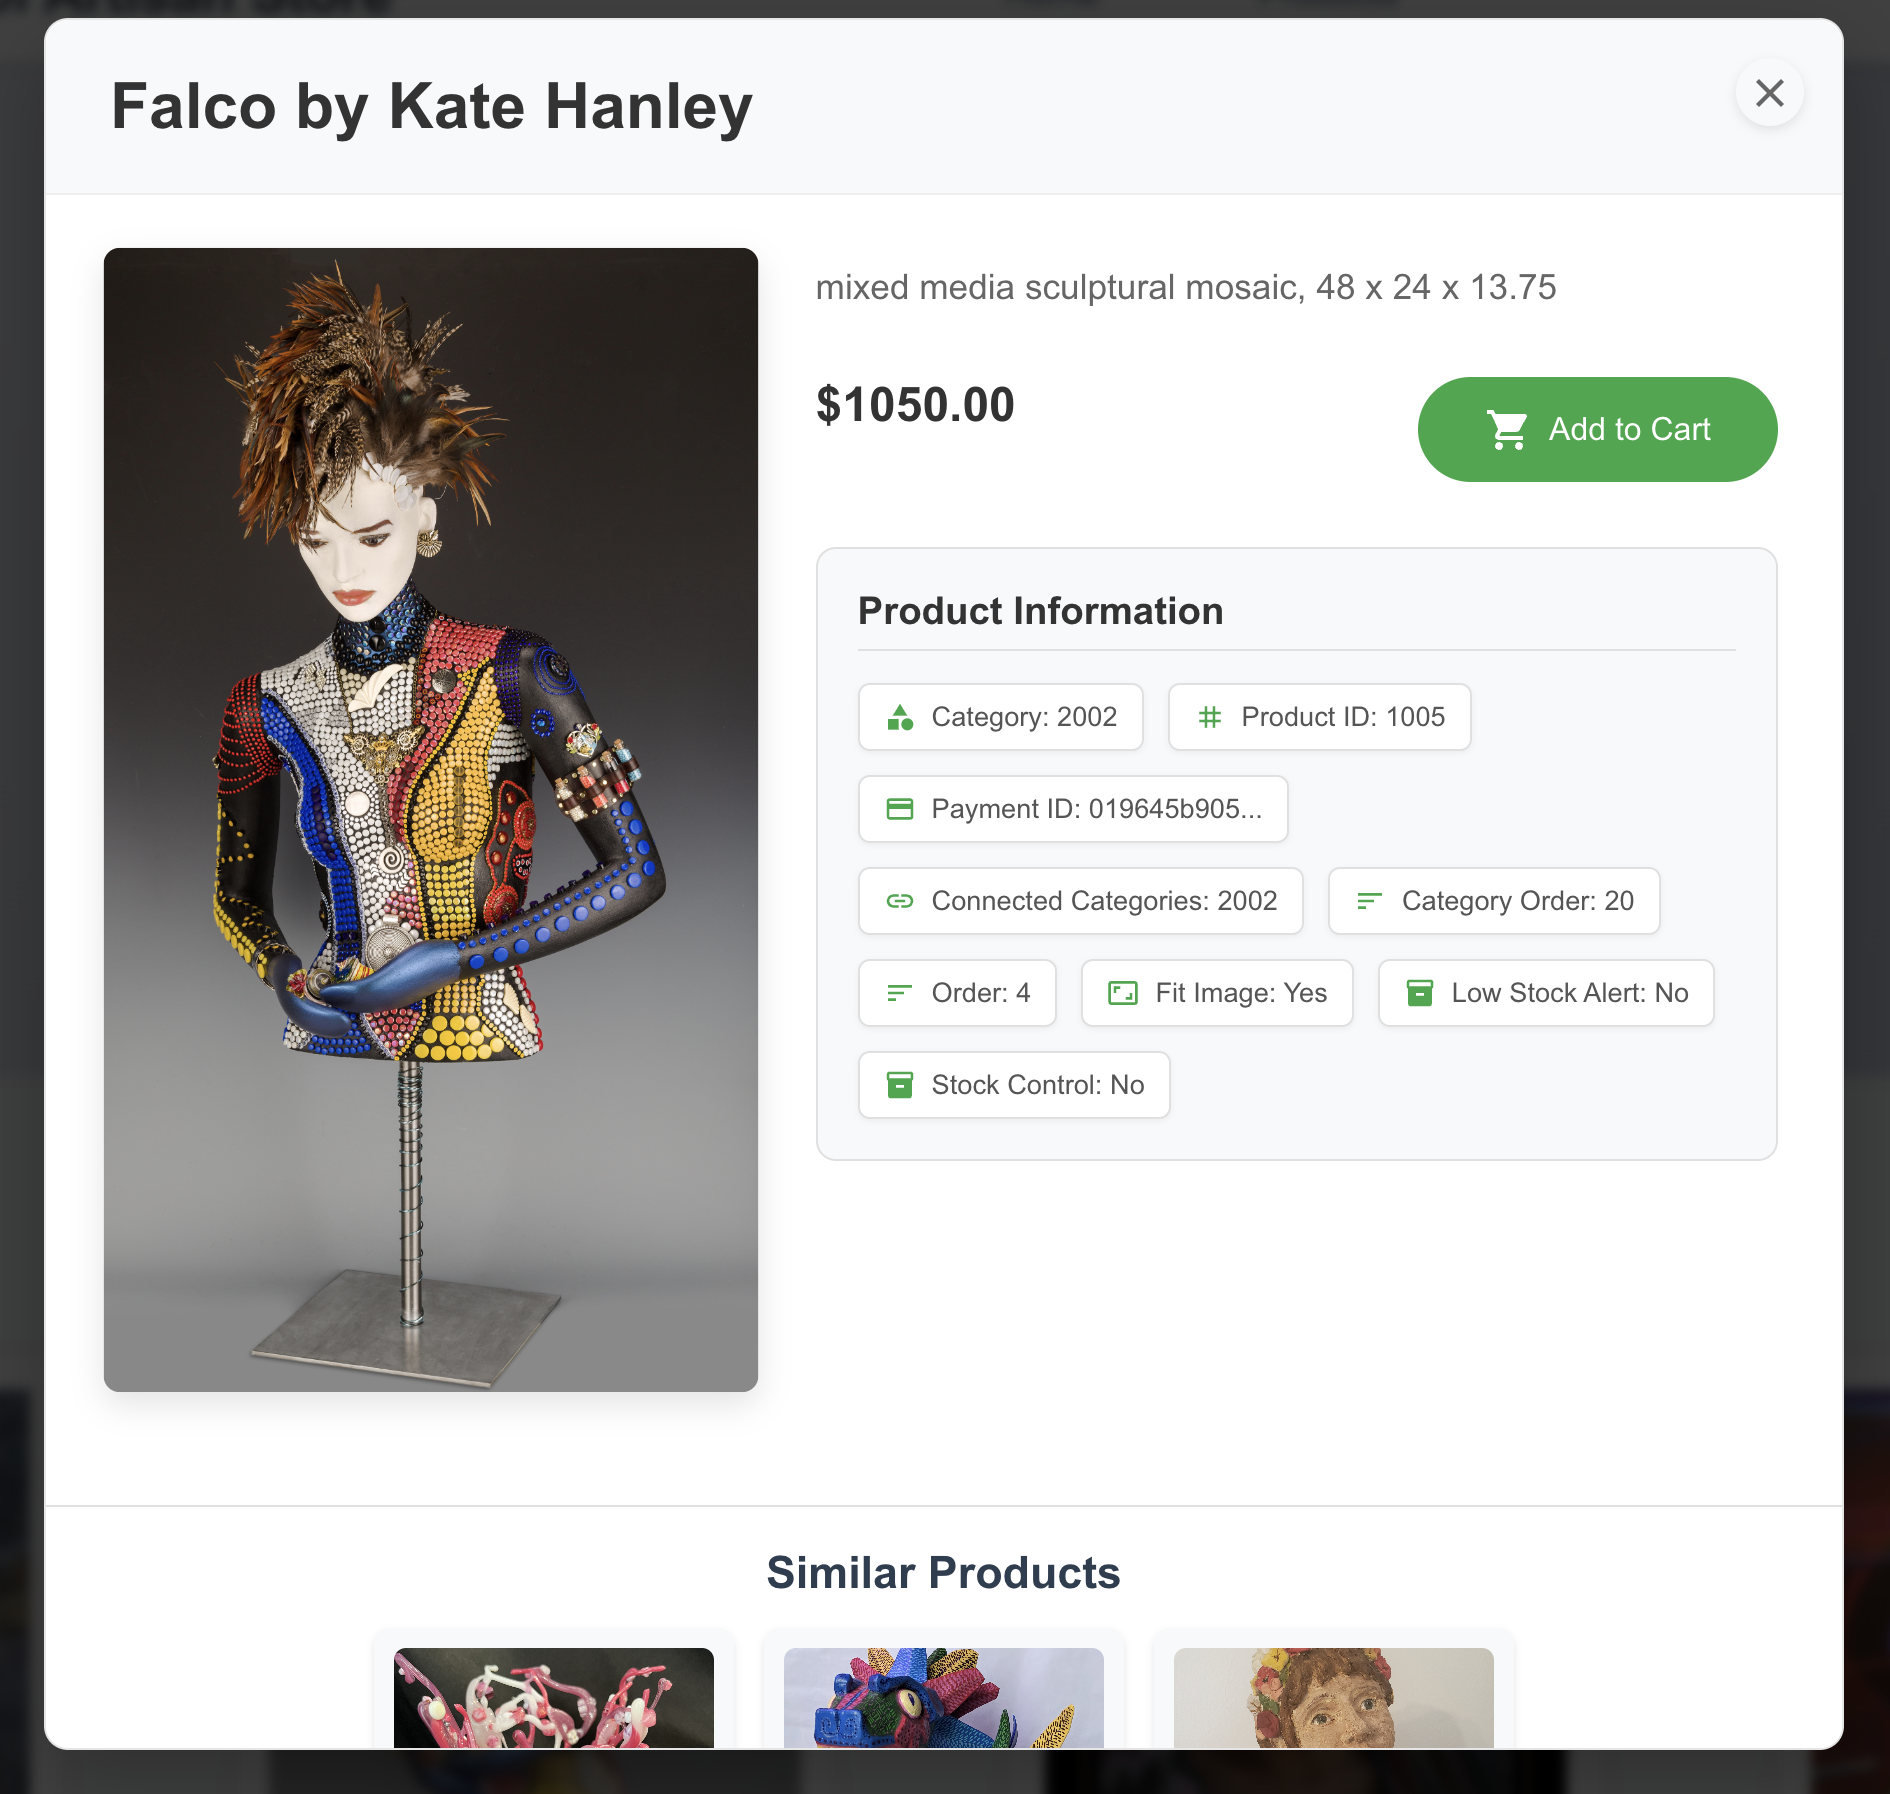 Falco by Kate Hanley
mixed media sculptural mosaic, 48 x 24 x 13.75
$1050.00
Add to Cart
Product Information
Category: 2002
Product ID: 1005
Payment ID: 019645b905...
Connected Categories: 2002
Category Order: 20
Order: 4
Fit Image: Yes
Low Stock Alert: No
Stock Control: No
Similar Products